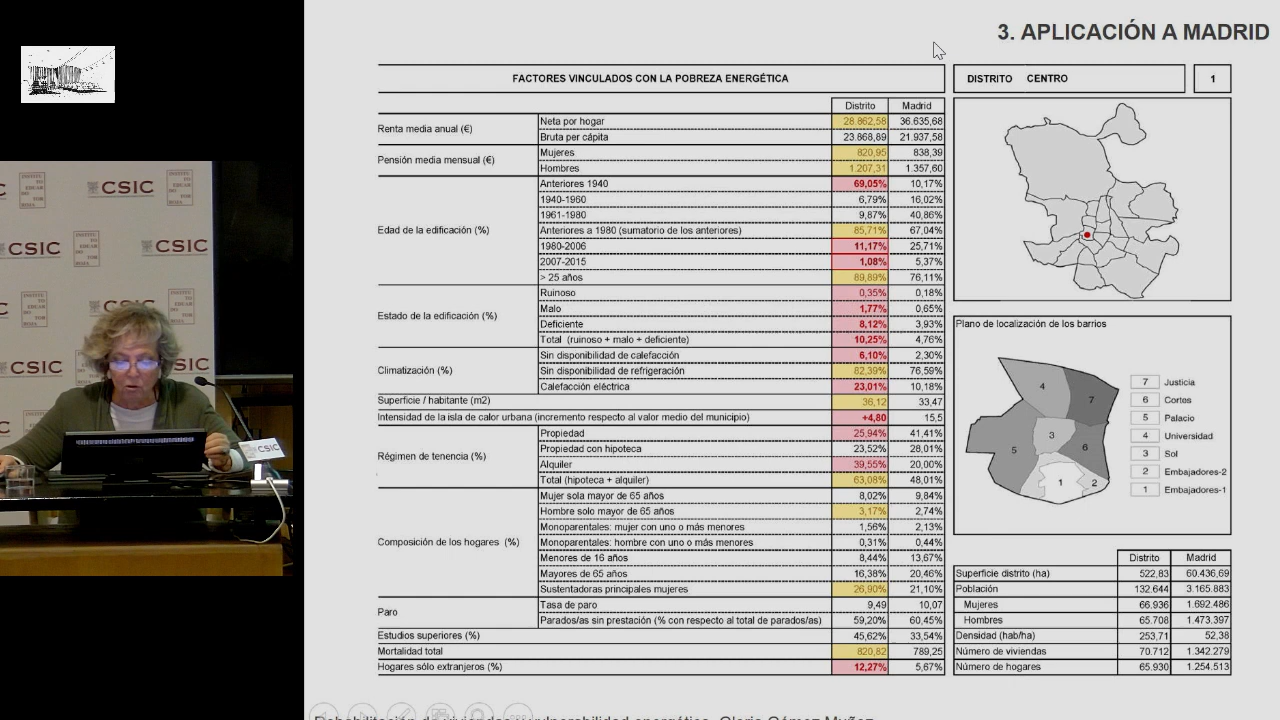 3. APLICACIÓN A MADRID
FACTORES VINCULADOS CON LA POBREZA ENERGÉTICA
DISTRITO CENTRO 1
Distrito Madrid
Renta media anual (€)
Neta por hogar 28.862,58 36.635,68
Bruta per cápita 23.868,89 21.937,58
Pensión media mensual (€)
Mujeres 820,95 838,39
Hombres 1.207,31 1.357,60
Edad de la edificación (%)
Anteriores 1940 69,05% 10,17%
1940-1960 6,79% 16,02%
1961-1980 9,87% 40,86%
Anteriores a 1980 (sumatorio de los anteriores) 85,71% 67,04%
1980-2006 11,17% 25,71%
2007-2015 1,08% 5,37%
> 25 años 89,89% 76,11%
Estado de la edificación (%)
Ruinoso 0,35% 0,18%
Malo 1,77% 0,65%
Deficiente 8,12% 3,93%
Total (ruinoso + malo + deficiente) 10,25% 4,76%
Climatización (%)
Sin disponibilidad de calefacción 6,10% 2,30%
Sin disponibilidad de refrigeración 82,39% 76,59%
Calefacción eléctrica 23,01% 10,18%
Superficie / habitante (m2) 36,12 33,47
Intensidad de la isla de calor urbana (incremento respecto al valor medio del municipio) +4,80 15,5
Régimen de tenencia (%)
Propiedad 25,94% 41,41%
Propiedad con hipoteca 23,52% 28,01%
Alquiler 39,55% 20,00%
Total (hipoteca + alquiler) 63,08% 48,01%
Composición de los hogares (%)
Mujer sola mayor de 65 años 8,02% 9,84%
Hombre solo mayor de 65 años 3,17% 2,74%
Monoparentales: mujer con uno o más menores 1,56% 2,13%
Monoparentales: hombre con uno o más menores 0,31% 0,44%
Menores de 16 años 8,44% 13,67%
Mayores de 65 años 16,38% 20,46%
Sustentadoras principales mujeres 26,90% 21,10%
Paro
Tasa de paro 9,49 10,07
Parados/as sin prestación (% con respecto al total de parados/as) 59,20% 60,45%
Estudios superiores (%) 45,62% 33,54%
Mortalidad total 820,82 789,25
Hogares sólo extranjeros (%) 12,27% 5,67%
Plano de localización de los barrios
4
7
3
5
6
1
2
7 Justicia
6 Cortes
5 Palacio
4 Universidad
3 Sol
2 Embajadores-2
1 Embajadores-1
Distrito Madrid
Superficie distrito (ha) 522,83 60.436,69
Población 132.644 3.165.883
Mujeres 66.936 1.692.486
Hombres 65.708 1.473.397
Densidad (hab/ha) 253,71 52,38
Número de viviendas 70.712 1.342.279
Número de hogares 65.930 1.254.513
CSIC
CSIC
CSIC
CSIC
CSIC
CSIC
CSIC